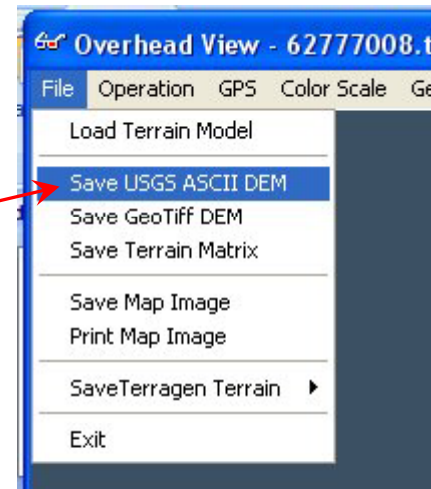 Overhead View - 62777008.t
File Operation GPS Color Scale Ge
Load Terrain Model
Save USGS ASCII DEM
Save GeoTiff DEM
Save Terrain Matrix
Save Map Image
Print Map Image
SaveTerragen Terrain
Exit